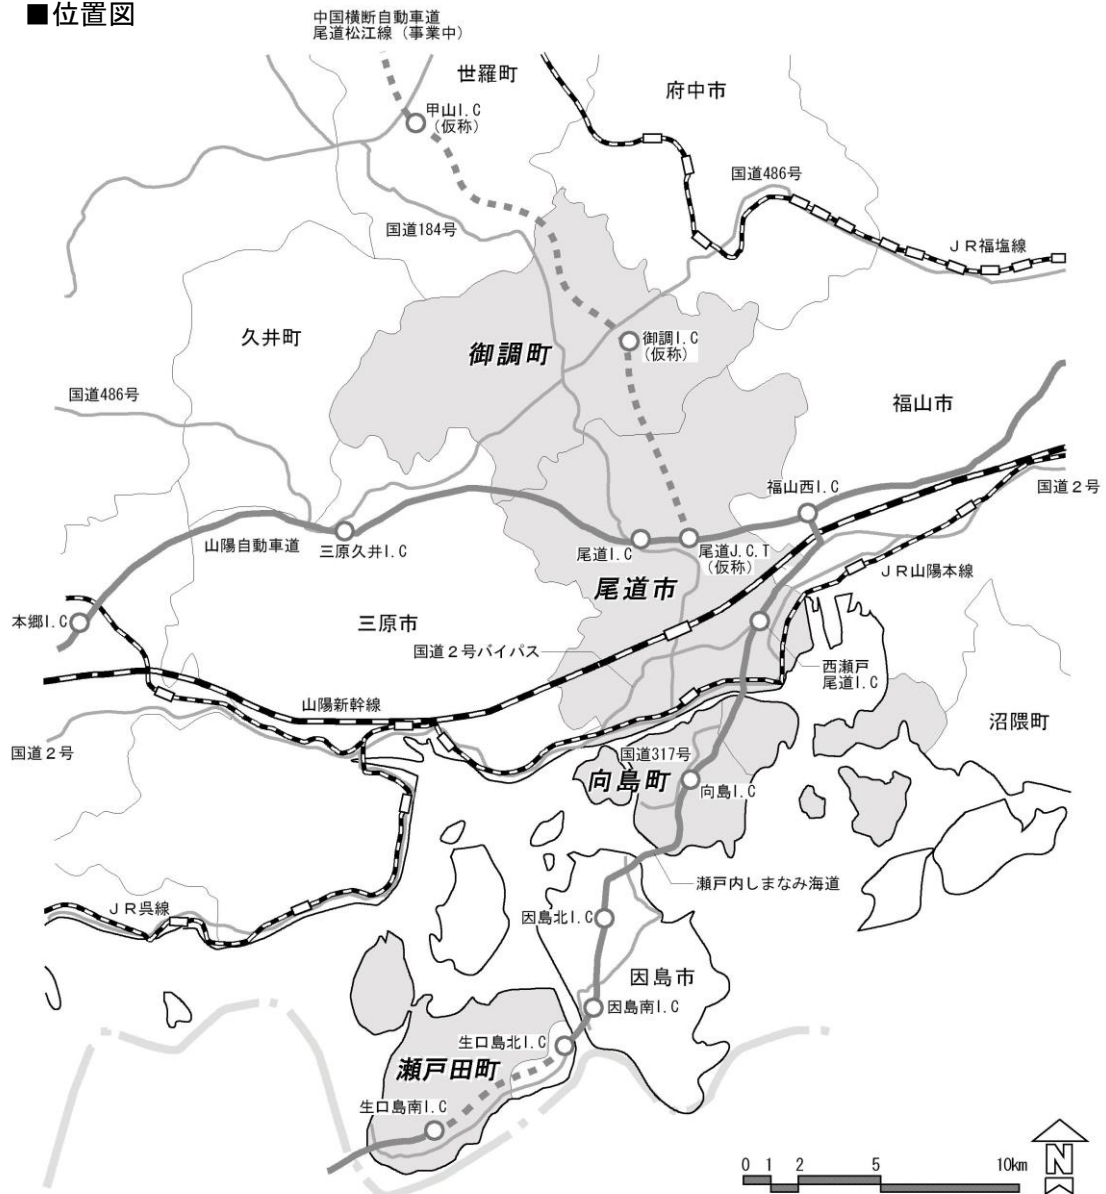 ■位置図
中国横断自動車道
尾道松江線（事業中）
世羅町
府中市
甲山I.C
（仮称）
国道486号
国道184号
ＪＲ福塩線
久井町
御調町
御調I.C
（仮称）
国道486号
福山市
福山西I.C
国道２号
山陽自動車道
三原久井I.C
尾道I.C
尾道J.C.T
（仮称）
ＪＲ山陽本線
尾道市
本郷I.C
三原市
国道２号バイパス
西瀬戸
尾道I.C
山陽新幹線
沼隈町
国道２号
国道317号
向島町
向島I.C
瀬戸内しまなみ海道
ＪＲ呉線
因島北I.C
因島市
因島南I.C
生口島北I.C
瀬戸田町
生口島南I.C
0 1 2 5 10km
N